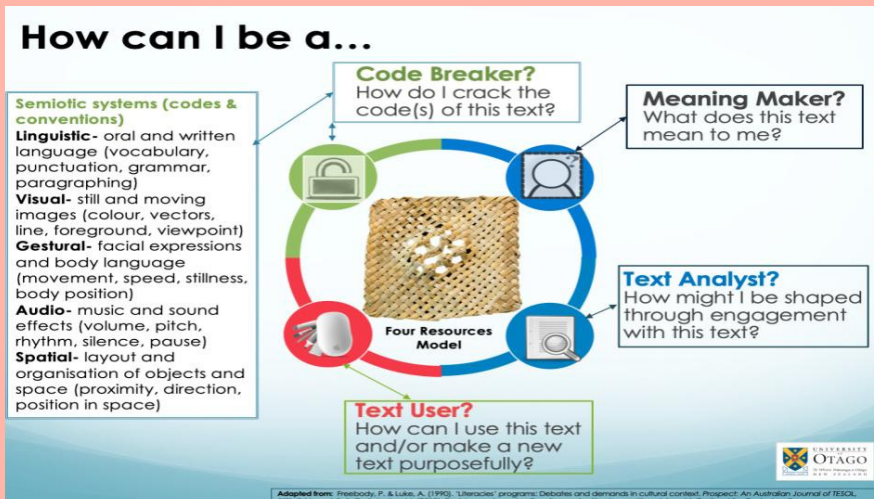 How can I be a...
Code Breaker?
How do I crack the
code(s) of this text?
Semiotic systems (codes &
conventions)
Linguistic- oral and written
language (vocabulary,
punctuation, grammar,
paragraphing)
Visual- still and moving
images (colour, vectors,
line, foreground, viewpoint)
Gestural- facial expressions
and body language
(movement, speed, stillness,
body position)
Audio- music and sound
effects (volume, pitch,
rhythm, silence, pause)
Spatial- layout and
organisation of objects and
space (proximity, direction,
position in space)
Meaning Maker?
What does this text
mean to me?
?
Four Resources
Model
Text Analyst?
How might I be shaped
through engagement
with this text?
Text User?
How can I use this text
and/or make a new
text purposefully?
UNIVERSITY
OTAGO
NEW ZEALAND
Adapted from: Freebody, P. & Luke, A. (1990). 'Literacies' programs: Debates and demands in cultural context. Prospect: An Australian Journal of TESOL,